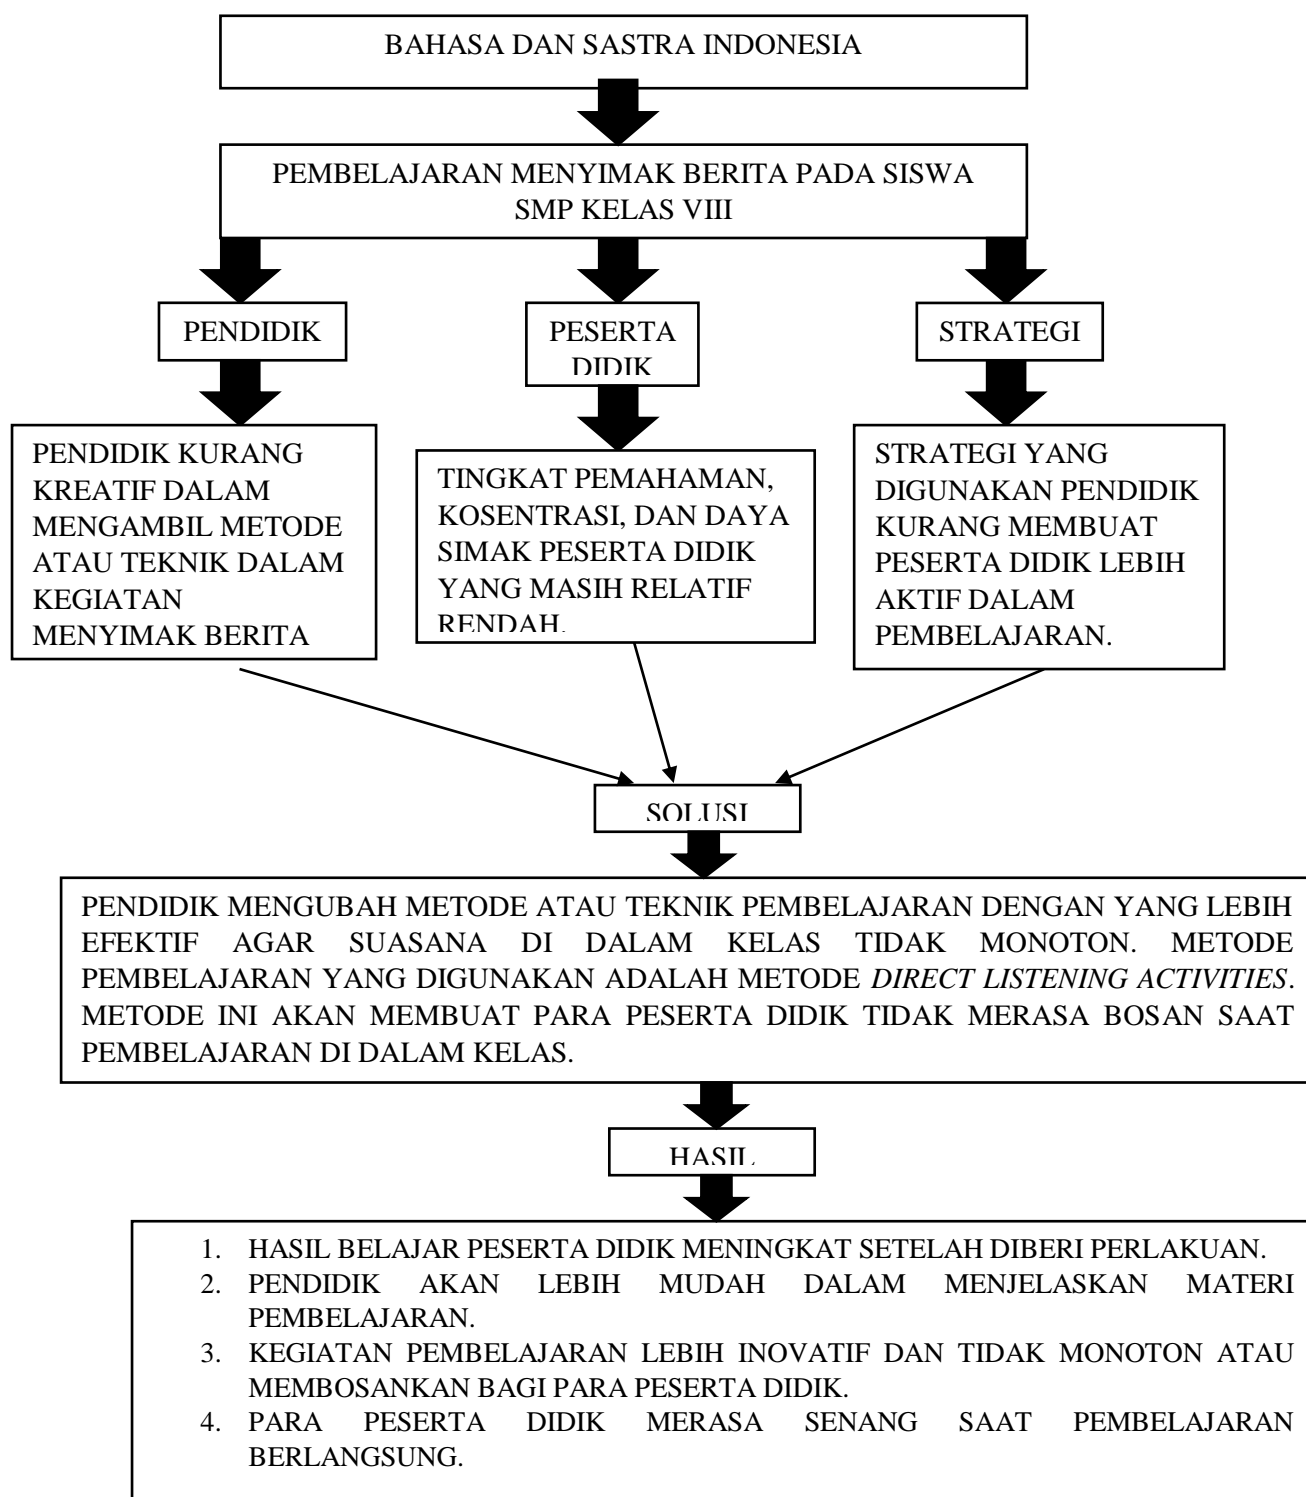 BAHASA DAN SASTRA INDONESIA
PEMBELAJARAN MENYIMAK BERITA PADA SISWA
SMP KELAS VIII
PENDIDIK
PESERTA
DIDIK
STRATEGI
PENDIDIK KURANG
KREATIF DALAM
MENGAMBIL METODE
ATAU TEKNIK DALAM
KEGIATAN
MENYIMAK BERITA
TINGKAT PEMAHAMAN,
KOSENTRASI, DAN DAYA
SIMAK PESERTA DIDIK
YANG MASIH RELATIF
RENDAH.
STRATEGI YANG
DIGUNAKAN PENDIDIK
KURANG MEMBUAT
PESERTA DIDIK LEBIH
AKTIF DALAM
PEMBELAJARAN.
SOLUSI
PENDIDIK MENGUBAH METODE ATAU TEKNIK PEMBELAJARAN DENGAN YANG LEBIH
EFEKTIF AGAR SUASANA DI DALAM KELAS TIDAK MONOTON. METODE
PEMBELAJARAN YANG DIGUNAKAN ADALAH METODE DIRECT LISTENING ACTIVITIES.
METODE INI AKAN MEMBUAT PARA PESERTA DIDIK TIDAK MERASA BOSAN SAAT
PEMBELAJARAN DI DALAM KELAS.
HASIL
1. HASIL BELAJAR PESERTA DIDIK MENINGKAT SETELAH DIBERI PERLAKUAN.
2. PENDIDIK AKAN LEBIH MUDAH DALAM MENJELASKAN MATERI
PEMBELAJARAN.
3. KEGIATAN PEMBELAJARAN LEBIH INOVATIF DAN TIDAK MONOTON ATAU
MEMBOSANKAN BAGI PARA PESERTA DIDIK.
4. PARA PESERTA DIDIK MERASA SENANG SAAT PEMBELAJARAN
BERLANGSUNG.